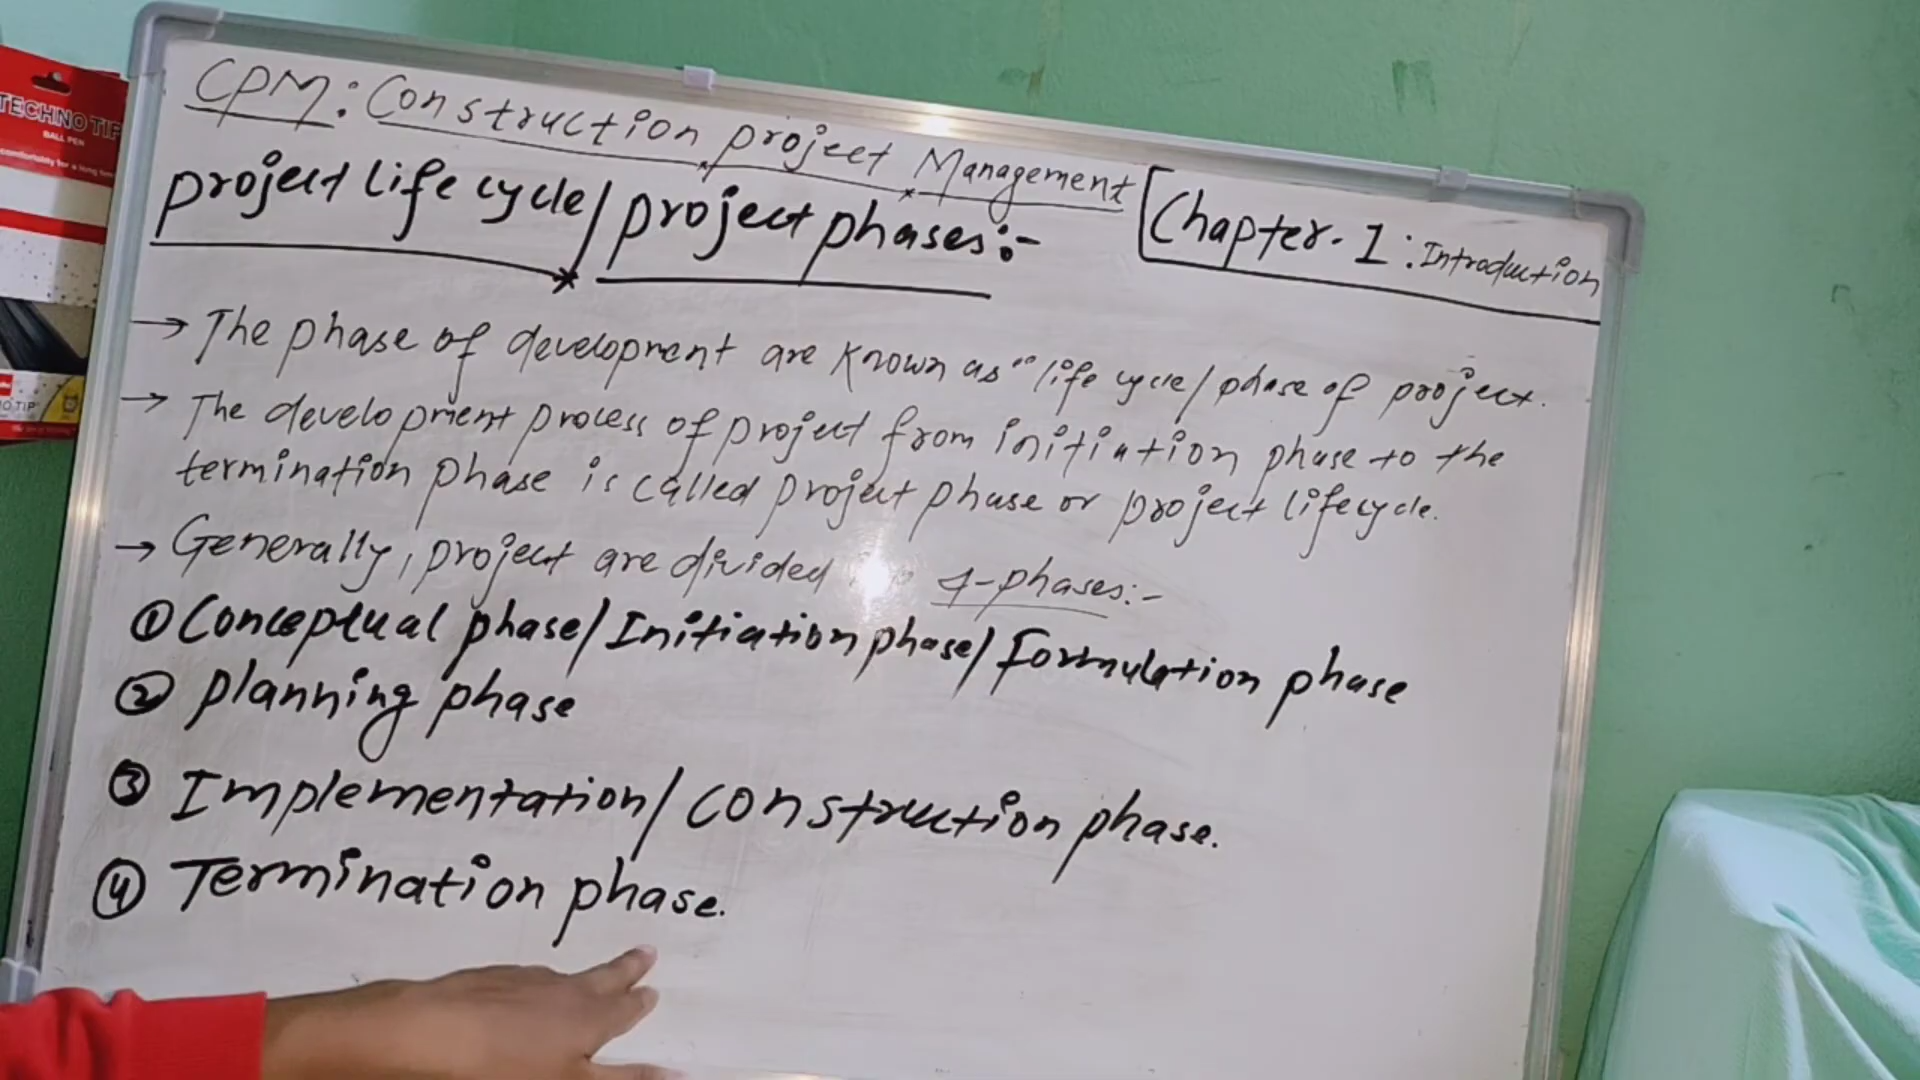 CPM: Construction project Management
project life cycle/project phases:-
Chapter-1: Introduction
→ The phase of development are known as "life cycle/phase of project.
→ The development process of project from initiation phase to the
termination phase is called project phase or project lifecycle.
→ Generally, project are divided 4-phases:-
① Conceptual phase/Initiation phase/formulation phase
② planning phase
③ Implementation/construction phase.
④ Termination phase.
TECHNO TIP
BALL PEN